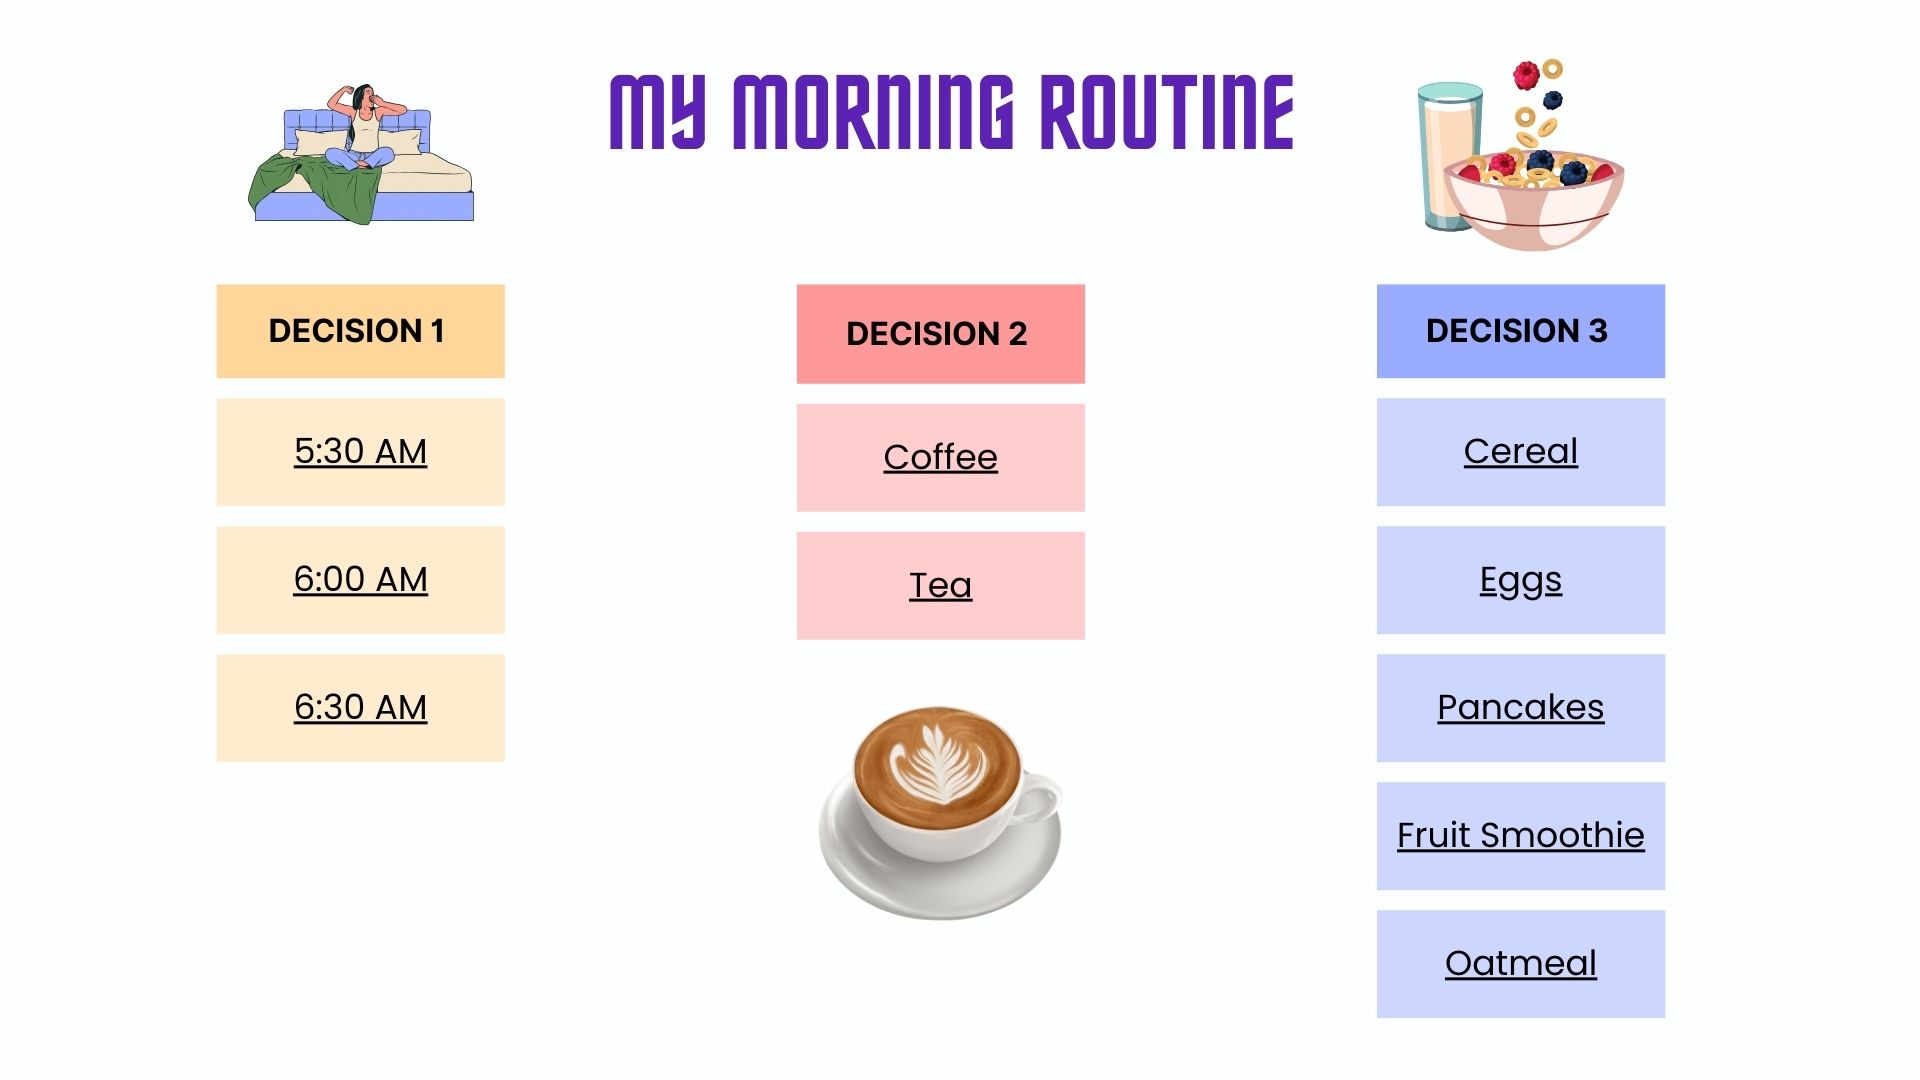 MY MORNING ROUTINE
DECISION 1
5:30 AM
6:00 AM
6:30 AM
DECISION 2
Coffee
Tea
DECISION 3
Cereal
Eggs
Pancakes
Fruit Smoothie
Oatmeal